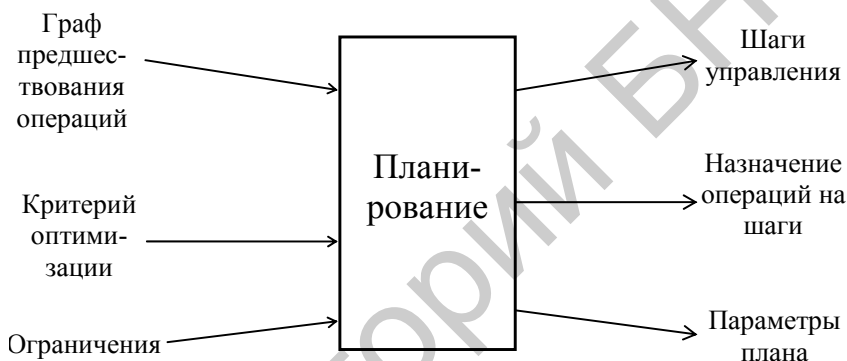 Граф
предшес-
твования
операций
Критерий
оптими-
зации
Ограничения
Плани-
рование
Шаги
управления
Назначение
операций на
шаги
Параметры
плана